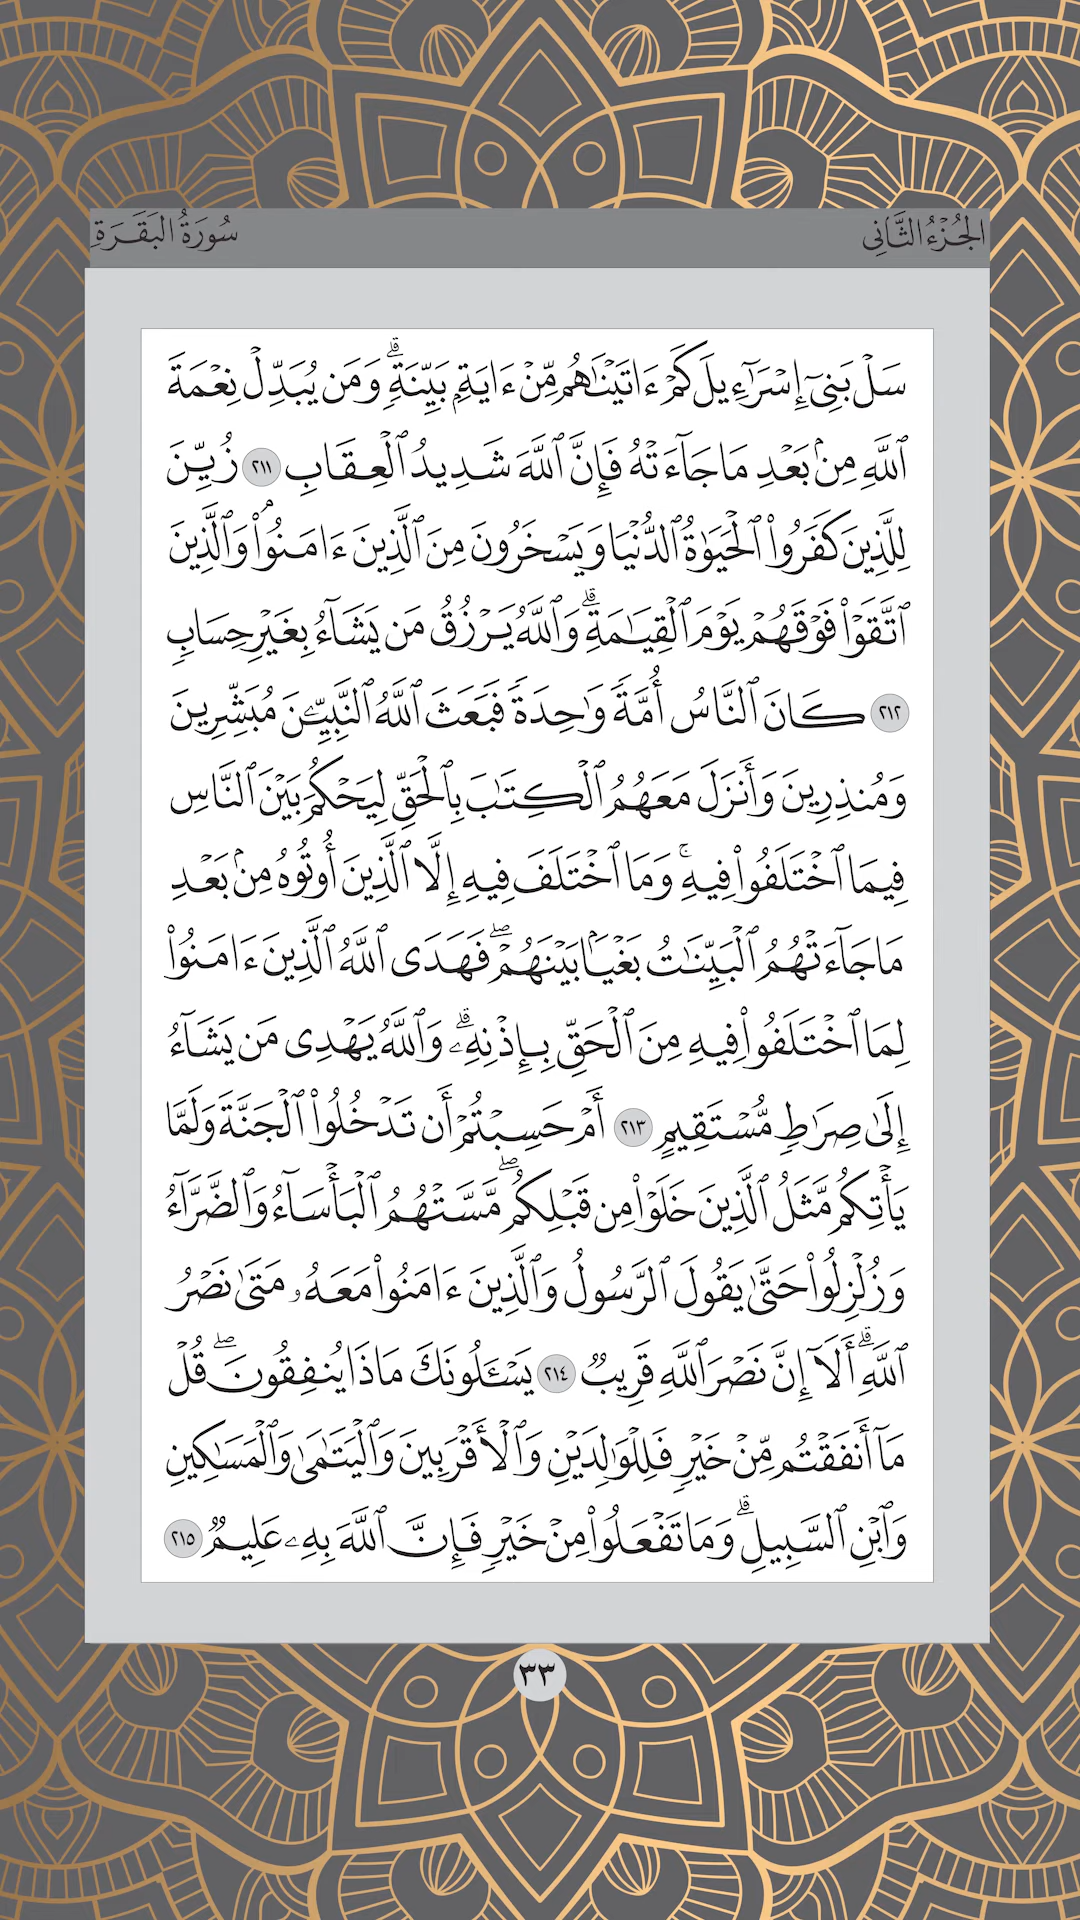 الجُزْءُ الثَّانِي
سُورَةُ البَقَرَةِ
سَلۡ بَنِيٓ إِسۡرَٰٓءِيلَ كَمۡ ءَاتَيۡنَٰهُم مِّنۡ ءَايَةِۭ بَيِّنَةٖۗ وَمَن يُبَدِّلۡ نِعۡمَةَ
ٱللَّهِ مِنۢ بَعۡدِ مَا جَآءَتۡهُ فَإِنَّ ٱللَّهَ شَدِيدُ ٱلۡعِقَابِ ٢١١ زُيِّنَ
لِلَّذِينَ كَفَرُواْ ٱلۡحَيَوٰةُ ٱلدُّنۡيَا وَيَسۡخَرُونَ مِنَ ٱلَّذِينَ ءَامَنُواْۘ وَٱلَّذِينَ
ٱتَّقَوۡاْ فَوۡقَهُمۡ يَوۡمَ ٱلۡقِيَٰمَةِۗ وَٱللَّهُ يَرۡزُقُ مَن يَشَآءُ بِغَيۡرِ حِسَابٖ
٢١٢ كَانَ ٱلنَّاسُ أُمَّةٗ وَٰحِدَةٗ فَبَعَثَ ٱللَّهُ ٱلنَّبِيِّـۧنَ مُبَشِّرِينَ
وَمُنذِرِينَ وَأَنزَلَ مَعَهُمُ ٱلۡكِتَٰبَ بِٱلۡحَقِّ لِيَحۡكُمَ بَيۡنَ ٱلنَّاسِ
فِيمَا ٱخۡتَلَفُواْ فِيهِۚ وَمَا ٱخۡتَلَفَ فِيهِ إِلَّا ٱلَّذِينَ أُوتُوهُ مِنۢ بَعۡدِ
مَا جَآءَتۡهُمُ ٱلۡبَيِّنَٰتُ بَغۡيَۢا بَيۡنَهُمۡۖ فَهَدَى ٱللَّهُ ٱلَّذِينَ ءَامَنُواْ
لِمَا ٱخۡتَلَفُواْ فِيهِ مِنَ ٱلۡحَقِّ بِإِذۡنِهِۦۗ وَٱللَّهُ يَهۡدِي مَن يَشَآءُ
إِلَىٰ صِرَٰطٖ مُّسۡتَقِيمٍ ٢١٣ أَمۡ حَسِبۡتُمۡ أَن تَدۡخُلُواْ ٱلۡجَنَّةَ وَلَمَّا
يَأۡتِكُم مَّثَلُ ٱلَّذِينَ خَلَوۡاْ مِن قَبۡلِكُمۖ مَّسَّتۡهُمُ ٱلۡبَأۡسَآءُ وَٱلضَّرَّآءُ
وَزُلۡزِلُواْ حَتَّىٰ يَقُولَ ٱلرَّسُولُ وَٱلَّذِينَ ءَامَنُواْ مَعَهُۥ مَتَىٰ نَصۡرُ
ٱللَّهِۗ أَلَآ إِنَّ نَصۡرَ ٱللَّهِ قَرِيبٞ ٢١٤ يَسۡـَٔلُونَكَ مَاذَا يُنفِقُونَۖ قُلۡ
مَآ أَنفَقۡتُم مِّنۡ خَيۡرٖ فَلِلۡوَٰلِدَيۡنِ وَٱلۡأَقۡرَبِينَ وَٱلۡيَتَٰمَىٰ وَٱلۡمَسَٰكِينِ
وَٱبۡنِ ٱلسَّبِيلِۗ وَمَا تَفۡعَلُواْ مِنۡ خَيۡرٖ فَإِنَّ ٱللَّهَ بِهِۦ عَلِيمٞ ٢١٥
٣٣